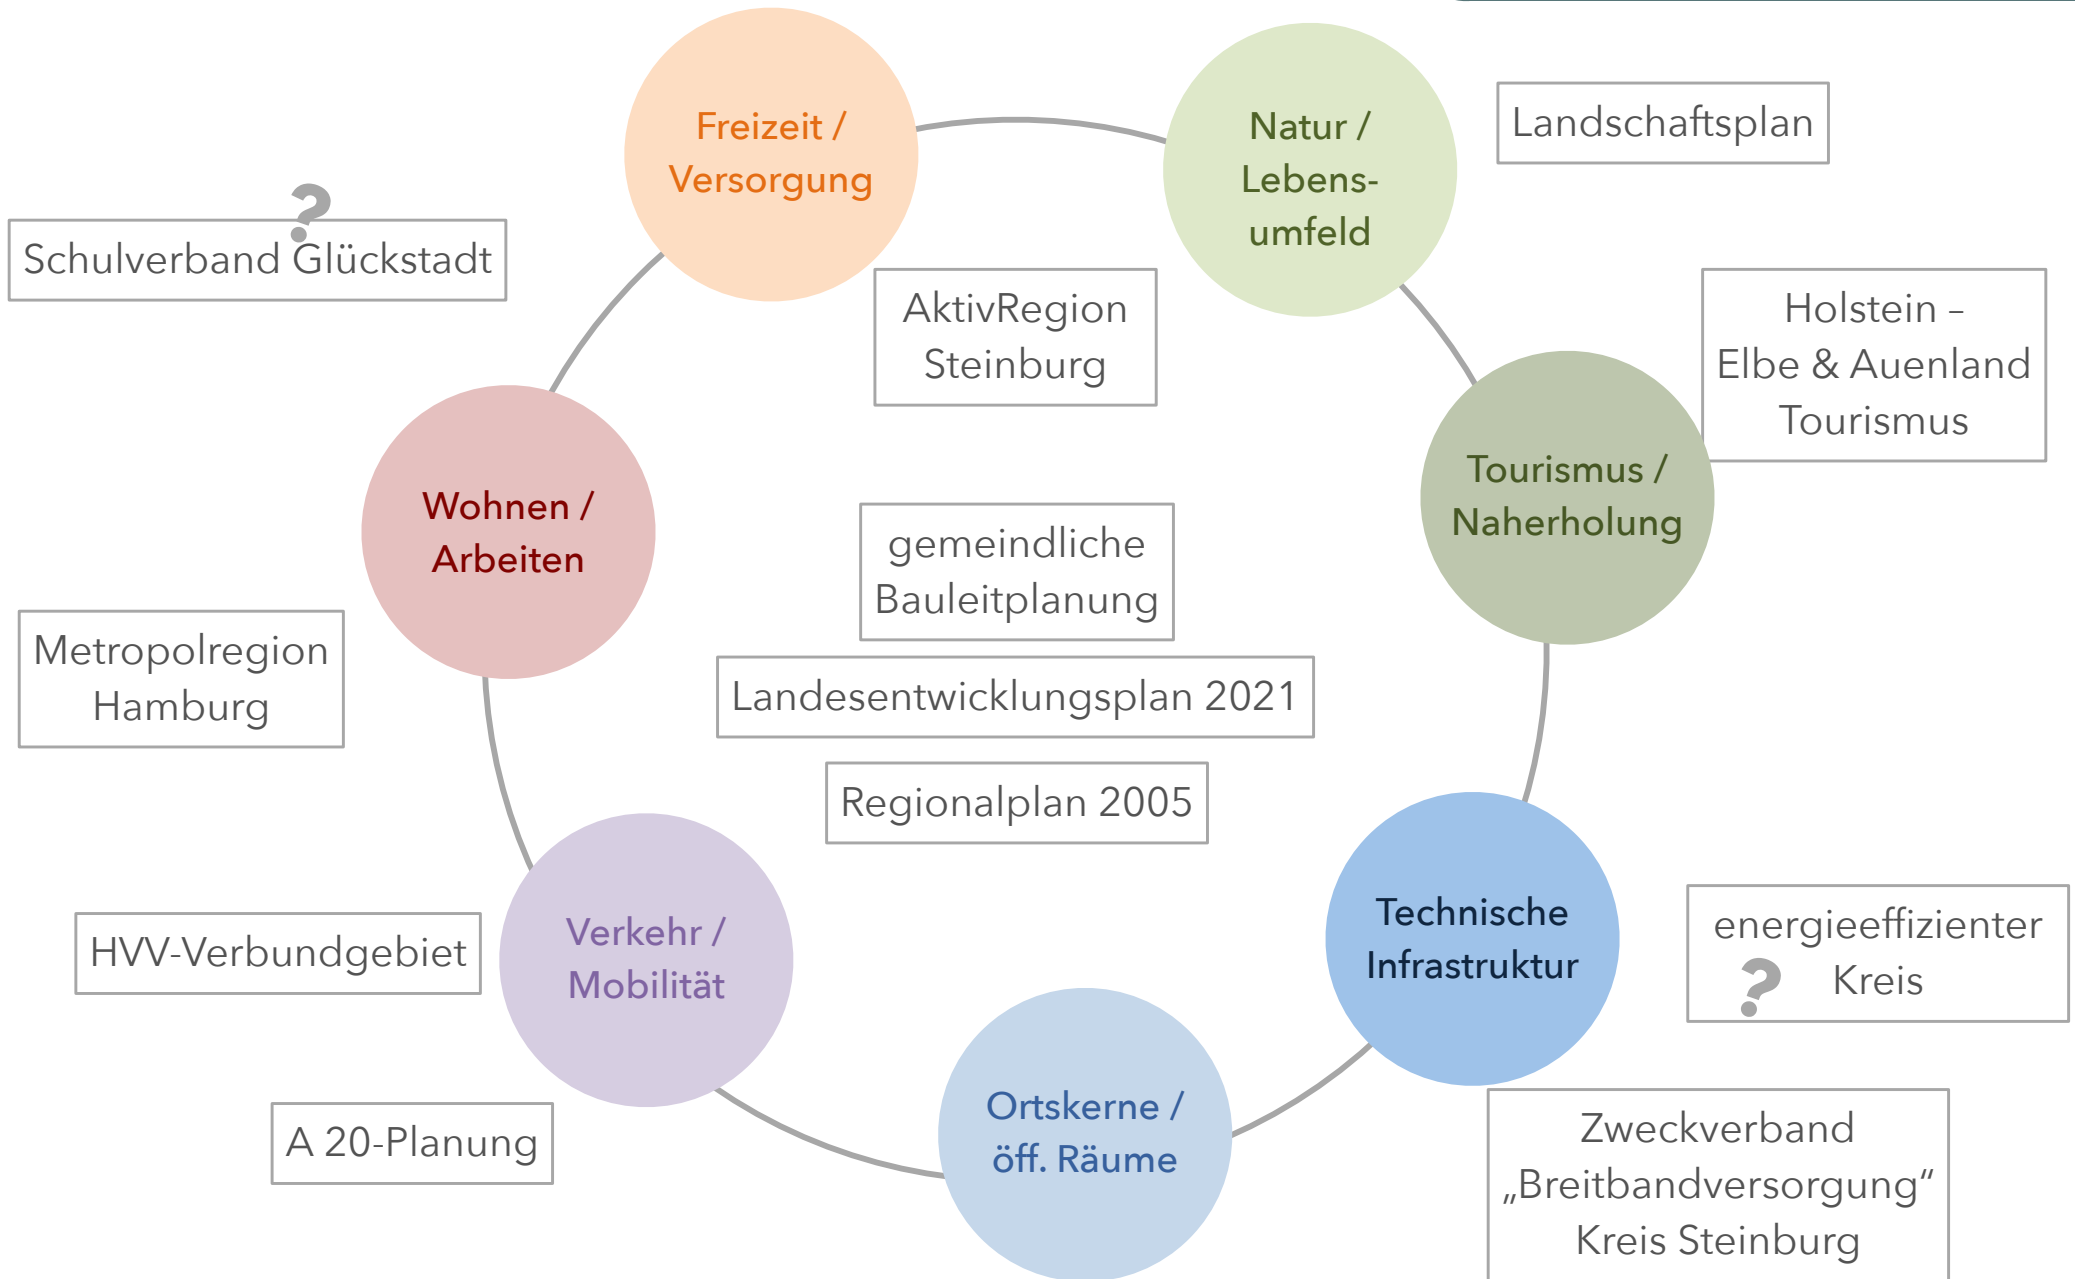 Freizeit /
Versorgung
Natur /
Lebens-
umfeld
Landschaftsplan
?
Schulverband Glückstadt
AktivRegion
Steinburg
Holstein –
Elbe & Auenland
Tourismus
Tourismus /
Naherholung
Wohnen /
Arbeiten
gemeindliche
Bauleitplanung
Metropolregion
Hamburg
Landesentwicklungsplan 2021
Regionalplan 2005
Technische
Infrastruktur
energieeffizienter
? Kreis
HVV-Verbundgebiet
Verkehr /
Mobilität
A 20-Planung
Ortskerne /
öff. Räume
Zweckverband
„Breitbandversorgung“
Kreis Steinburg